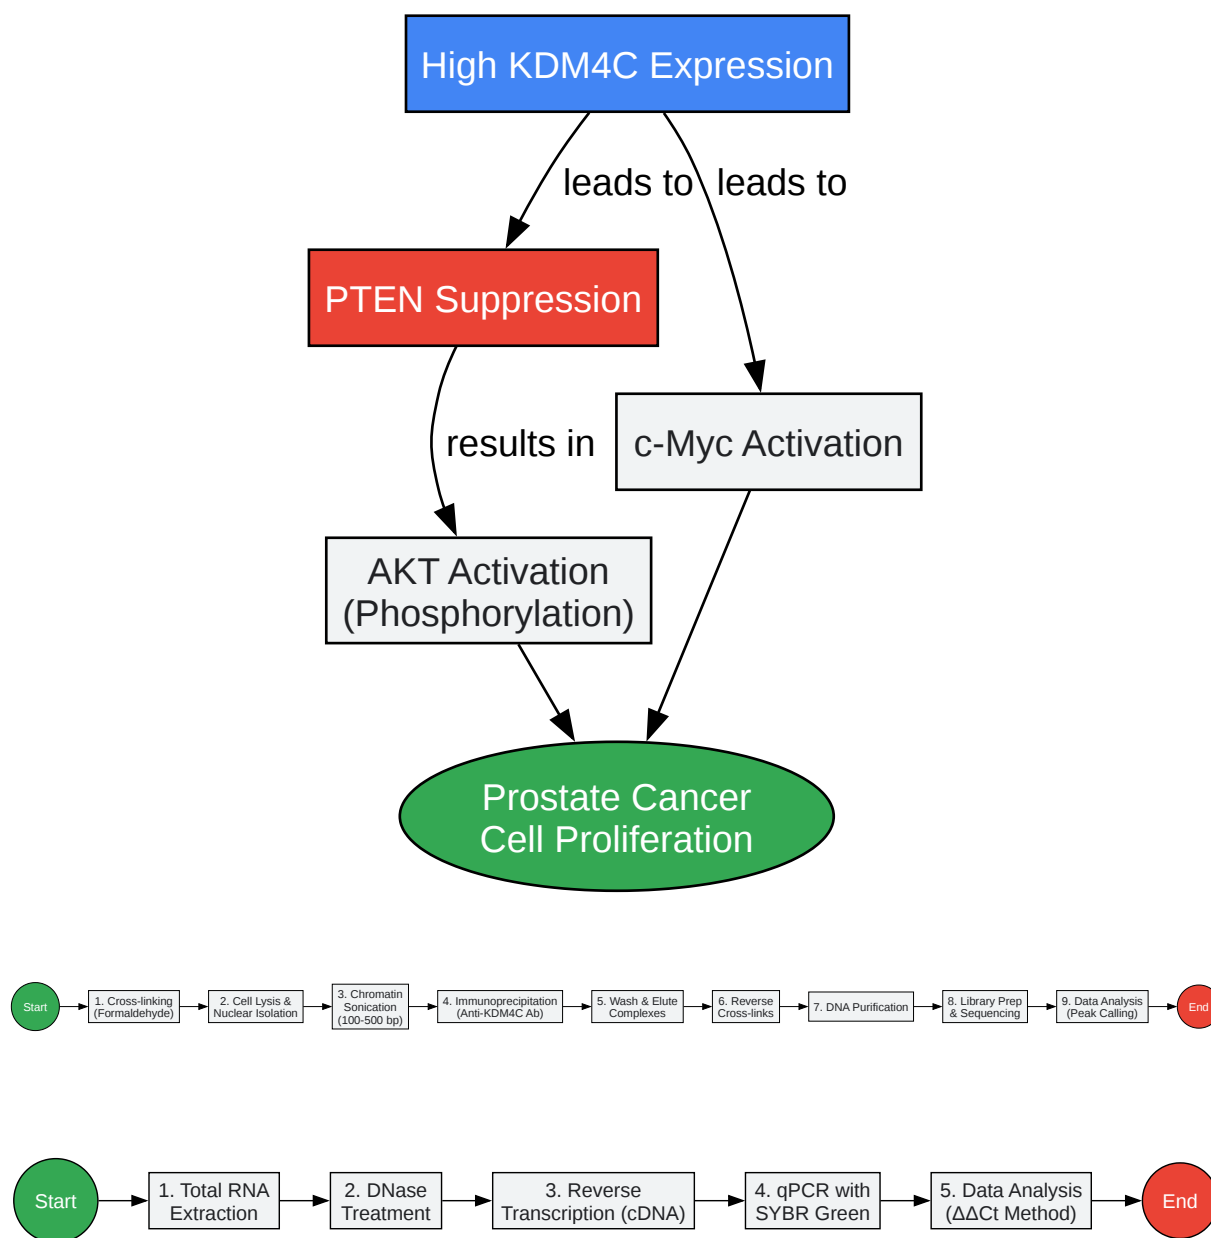 High KDM4C Expression
leads to
leads to
PTEN Suppression
results in
c-Myc Activation
AKT Activation
(Phosphorylation)
Prostate Cancer
Cell Proliferation
Start
1. Cross-linking
(Formaldehyde)
2. Cell Lysis &
Nuclear Isolation
3. Chromatin
Sonication
(100-500 bp)
4. Immunoprecipitation
(Anti-KDM4C Ab)
5. Wash & Elute
Complexes
6. Reverse
Cross-links
7. DNA Purification
8. Library Prep
& Sequencing
9. Data Analysis
(Peak Calling)
End
Start
1. Total RNA
Extraction
2. DNase
Treatment
3. Reverse
Transcription (cDNA)
4. qPCR with
SYBR Green
5. Data Analysis
(ΔΔCt Method)
End